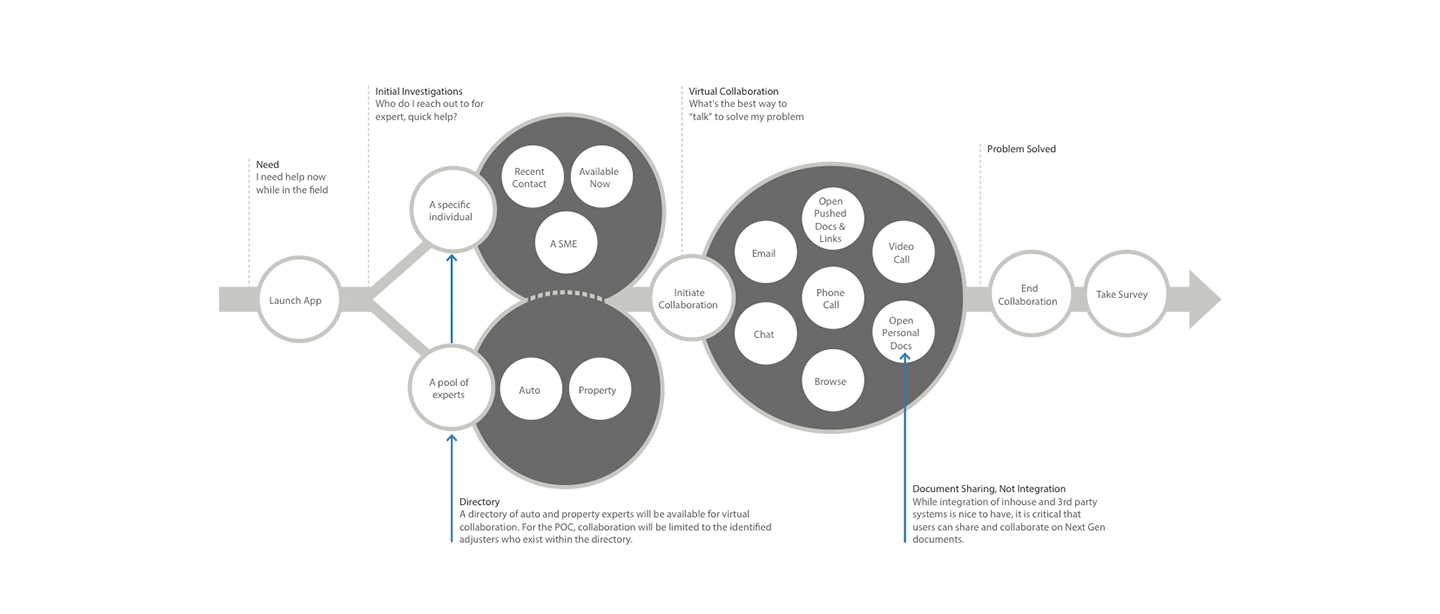 Need
I need help now
while in the field
Launch App
Initial Investigations
Who do I reach out to for
expert, quick help?
A specific
individual
Recent
Contact
Available
Now
A SME
A pool of
experts
Auto
Property
Directory
A directory of auto and property experts will be available for virtual
collaboration. For the POC, collaboration will be limited to the identified
adjusters who exist within the directory.
Virtual Collaboration
What's the best way to
“talk” to solve my problem
Initiate
Collaboration
Open
Pushed
Docs &
Links
Email
Video
Call
Phone
Call
Chat
Open
Personal
Docs
Browse
Document Sharing, Not Integration
While integration of inhouse and 3rd party
systems is nice to have, it is critical that
users can share and collaborate on Next Gen
documents.
Problem Solved
End
Collaboration
Take Survey